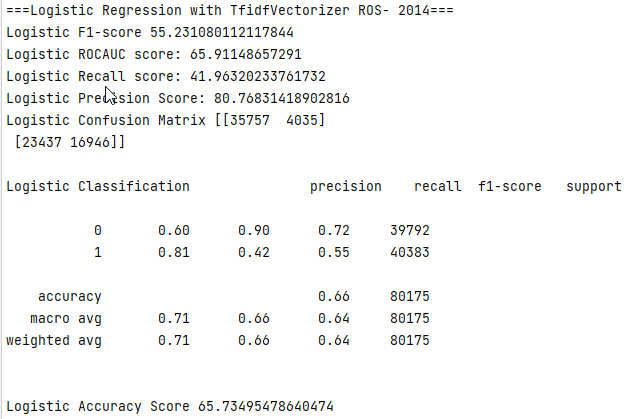 ===Logistic Regression with TfidfVectorizer ROS- 2014===
Logistic F1-score 55.231080112117844
Logistic ROCAUC score: 65.91148657291
Logistic Recall score: 41.96320233761732
Logistic Precision Score: 80.76831418902816
Logistic Confusion Matrix [[35757  4035]
 [23437 16946]]
Logistic Classification               precision    recall  f1-score   support
           0       0.60      0.90      0.72     39792
           1       0.81      0.42      0.55     40383
    accuracy                           0.66     80175
   macro avg       0.71      0.66      0.64     80175
weighted avg       0.71      0.66      0.64     80175
Logistic Accuracy Score 65.73495478640474